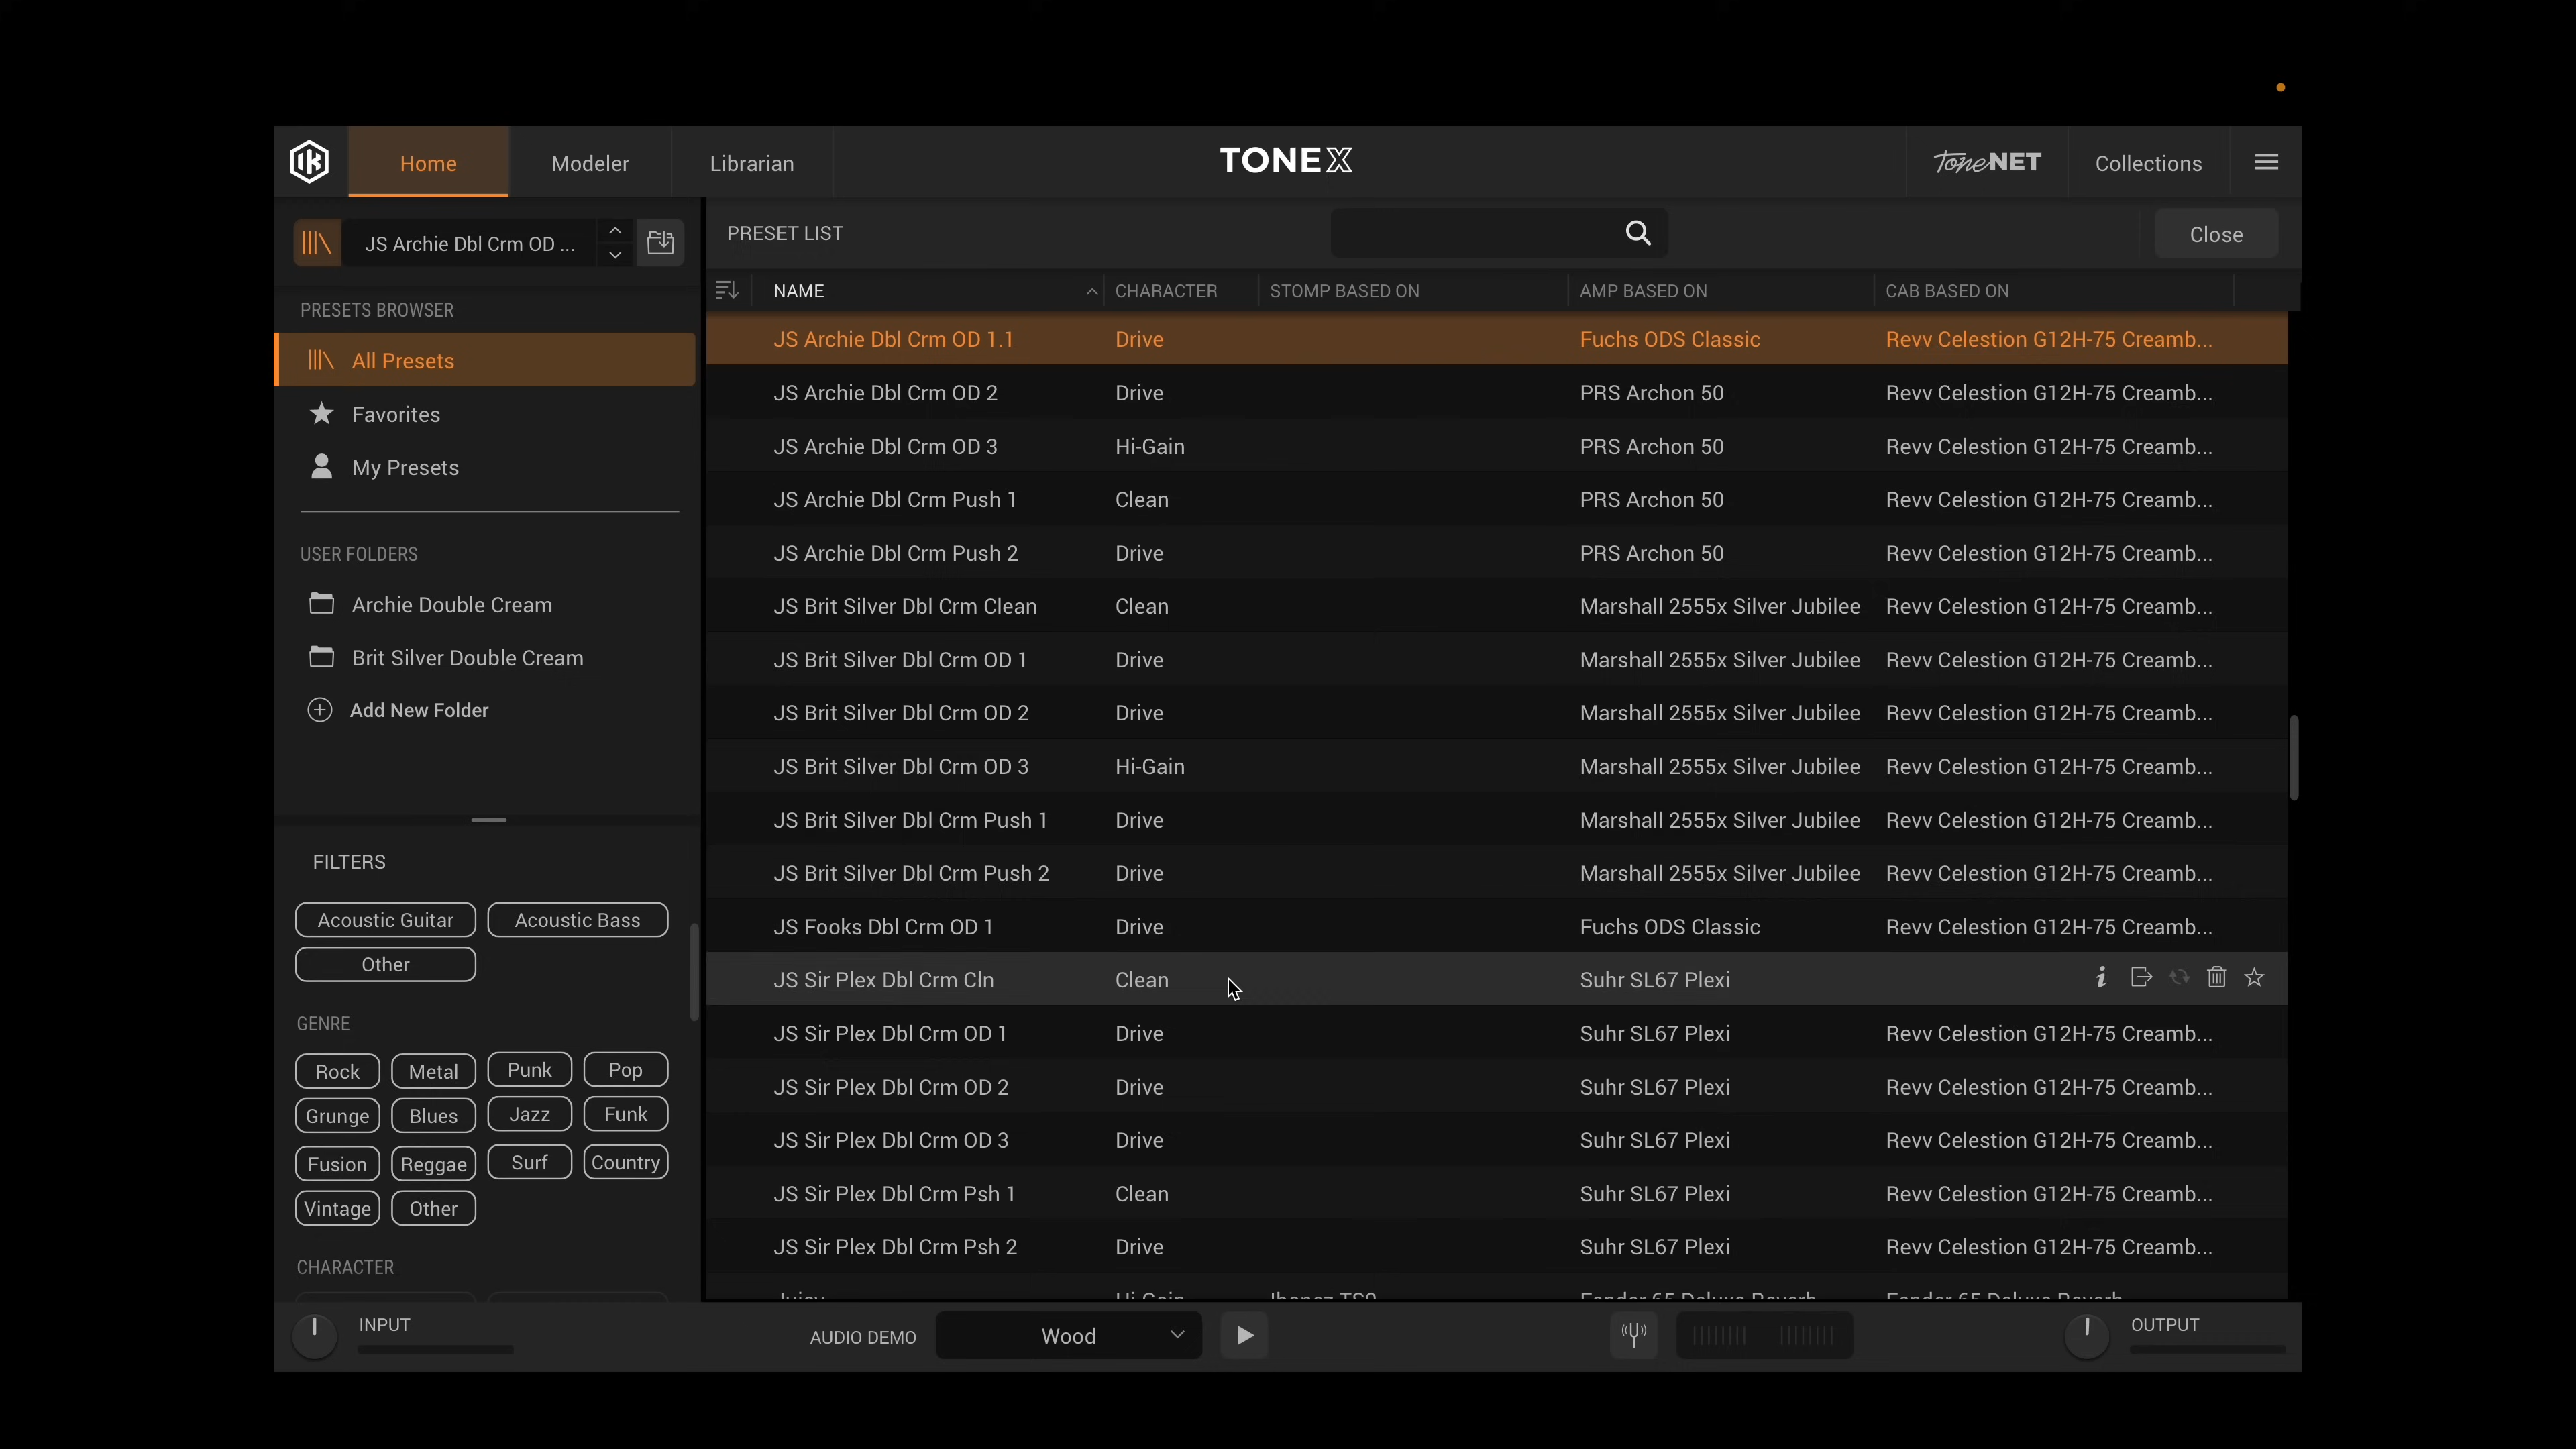 Home Modeler Librarian TONEX ToneNET Collections
JS Archie Dbl Crm OD ... PRESET LIST Close
NAME CHARACTER STOMP BASED ON AMP BASED ON CAB BASED ON
PRESETS BROWSER
All Presets
Favorites
My Presets
USER FOLDERS
Archie Double Cream
Brit Silver Double Cream
Add New Folder
FILTERS
Acoustic Guitar Acoustic Bass
Other
GENRE
Rock Metal Punk Pop
Grunge Blues Jazz Funk
Fusion Reggae Surf Country
Vintage Other
CHARACTER
JS Archie Dbl Crm OD 1.1 Drive Fuchs ODS Classic Revv Celestion G12H-75 Creamb...
JS Archie Dbl Crm OD 2 Drive PRS Archon 50 Revv Celestion G12H-75 Creamb...
JS Archie Dbl Crm OD 3 Hi-Gain PRS Archon 50 Revv Celestion G12H-75 Creamb...
JS Archie Dbl Crm Push 1 Clean PRS Archon 50 Revv Celestion G12H-75 Creamb...
JS Archie Dbl Crm Push 2 Drive PRS Archon 50 Revv Celestion G12H-75 Creamb...
JS Brit Silver Dbl Crm Clean Clean Marshall 2555x Silver Jubilee Revv Celestion G12H-75 Creamb...
JS Brit Silver Dbl Crm OD 1 Drive Marshall 2555x Silver Jubilee Revv Celestion G12H-75 Creamb...
JS Brit Silver Dbl Crm OD 2 Drive Marshall 2555x Silver Jubilee Revv Celestion G12H-75 Creamb...
JS Brit Silver Dbl Crm OD 3 Hi-Gain Marshall 2555x Silver Jubilee Revv Celestion G12H-75 Creamb...
JS Brit Silver Dbl Crm Push 1 Drive Marshall 2555x Silver Jubilee Revv Celestion G12H-75 Creamb...
JS Brit Silver Dbl Crm Push 2 Drive Marshall 2555x Silver Jubilee Revv Celestion G12H-75 Creamb...
JS Fooks Dbl Crm OD 1 Drive Fuchs ODS Classic Revv Celestion G12H-75 Creamb...
JS Sir Plex Dbl Crm Cln Clean Suhr SL67 Plexi
JS Sir Plex Dbl Crm OD 1 Drive Suhr SL67 Plexi Revv Celestion G12H-75 Creamb...
JS Sir Plex Dbl Crm OD 2 Drive Suhr SL67 Plexi Revv Celestion G12H-75 Creamb...
JS Sir Plex Dbl Crm OD 3 Drive Suhr SL67 Plexi Revv Celestion G12H-75 Creamb...
JS Sir Plex Dbl Crm Psh 1 Clean Suhr SL67 Plexi Revv Celestion G12H-75 Creamb...
JS Sir Plex Dbl Crm Psh 2 Drive Suhr SL67 Plexi Revv Celestion G12H-75 Creamb...
INPUT AUDIO DEMO Wood OUTPUT